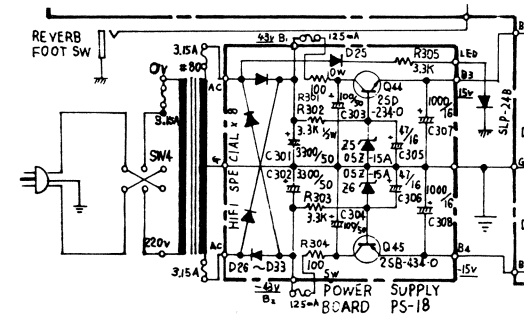 REVERB
FOOT SW
3.15A
#80
0v
3.15A
SW4
220v
3.15A
AC
G
AC
HIFI SPECIAL x 8
43v B1
125mA
D25
R305
3.3K
LED
B
B3
15v
10W
R301
100
R302
3.3K ½W
100/50
C303
Q44
2SD
-234-0
1000/16
C307
SLP-24B
C301
3300/50
C302
3300/50
Z5
05Z-15A
05Z-15A
Z6
47/16
C305
47/16
C306
G
R303
3.3K
C304
100/50
1000/16
C308
R304
100
5W
Q45
2SB-434-0
B4
-15v
B
D26~D33
-43v
B2
125mA
POWER SUPPLY
BOARD PS-18